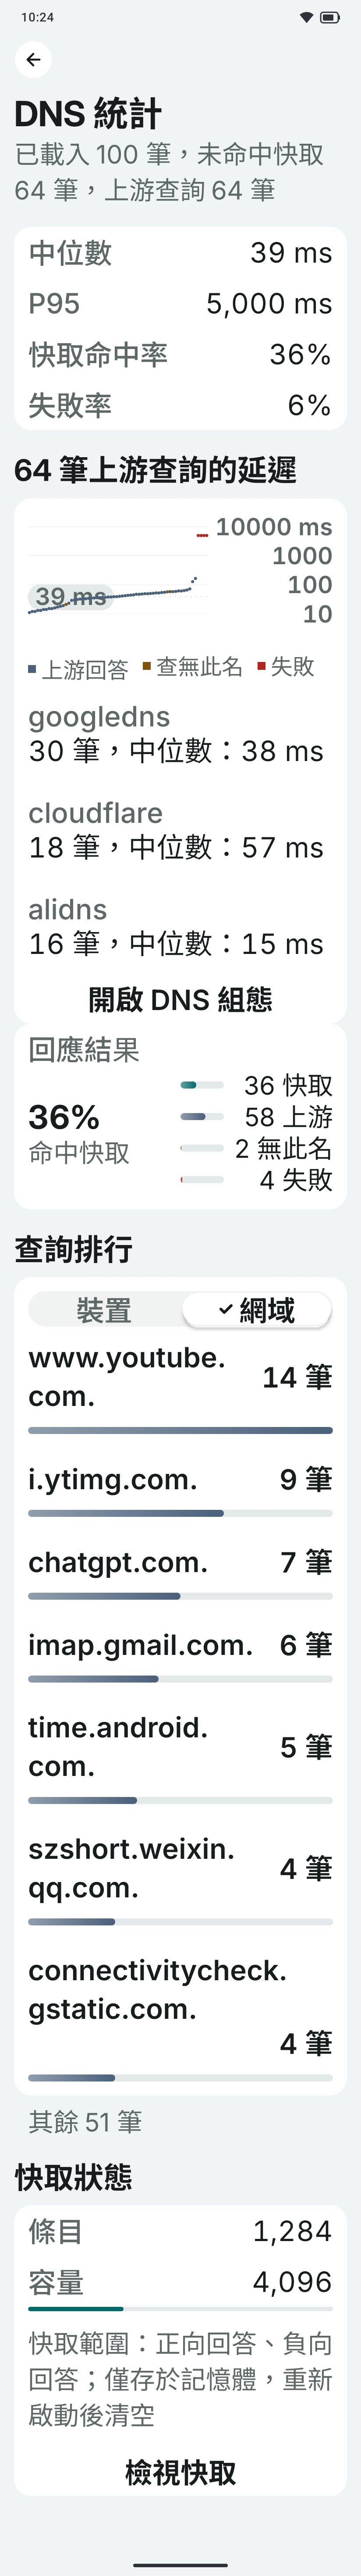 10:24
DNS 統計
已載入 100 筆，未命中快取
64 筆，上游查詢 64 筆
中位數 39 ms
P95 5,000 ms
快取命中率 36%
失敗率 6%
64 筆上游查詢的延遲
10000 ms
1000
100
10
39 ms
上游回答 查無此名 失敗
googledns
30 筆，中位數：38 ms
cloudflare
18 筆，中位數：57 ms
alidns
16 筆，中位數：15 ms
開啟 DNS 組態
回應結果
36%
命中快取
36 快取
58 上游
2 無此名
4 失敗
查詢排行
裝置 網域
www.youtube.
com.
14 筆
i.ytimg.com. 9 筆
chatgpt.com. 7 筆
imap.gmail.com. 6 筆
time.android.
com.
5 筆
szshort.weixin.
qq.com.
4 筆
connectivitycheck.
gstatic.com.
4 筆
其餘 51 筆
快取狀態
條目 1,284
容量 4,096
快取範圍：正向回答、負向
回答；僅存於記憶體，重新
啟動後清空
檢視快取